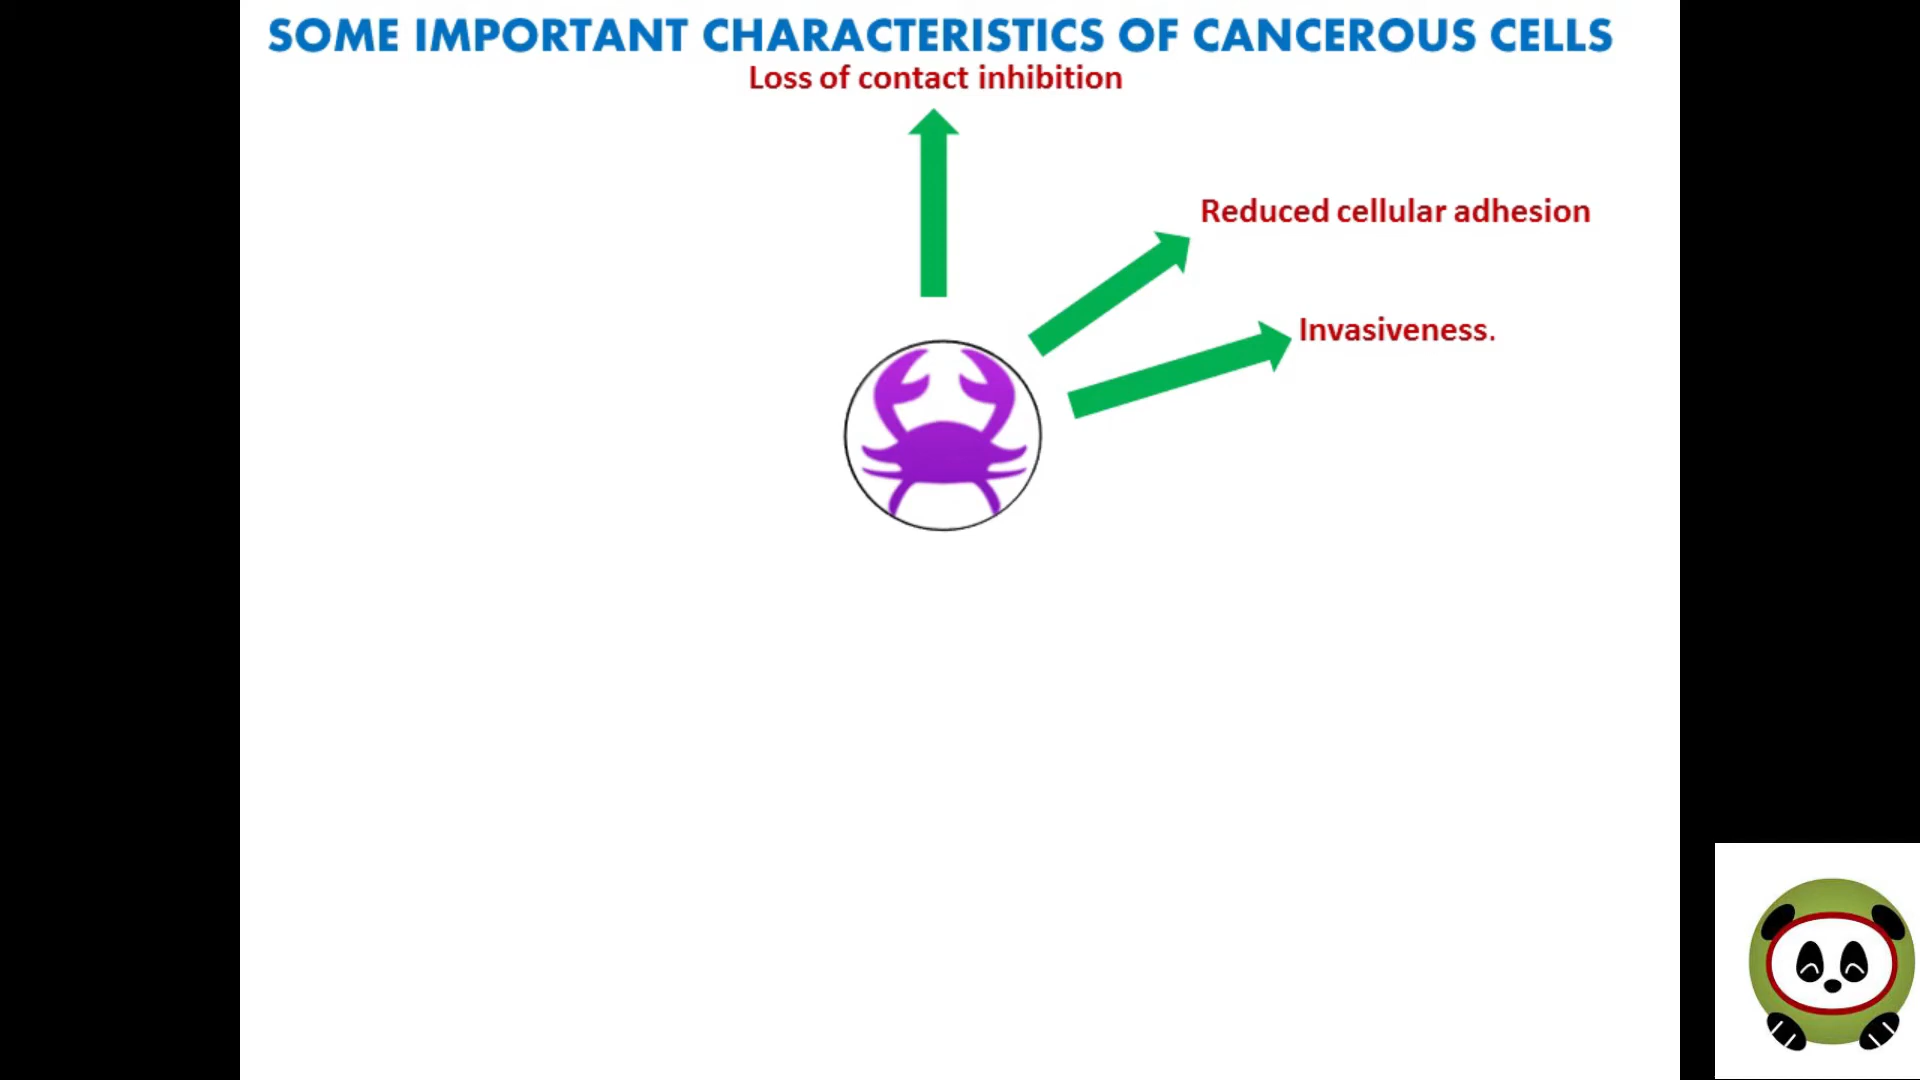 SOME IMPORTANT CHARACTERISTICS OF CANCEROUS CELLS
Loss of contact inhibition
Reduced cellular adhesion
Invasiveness.